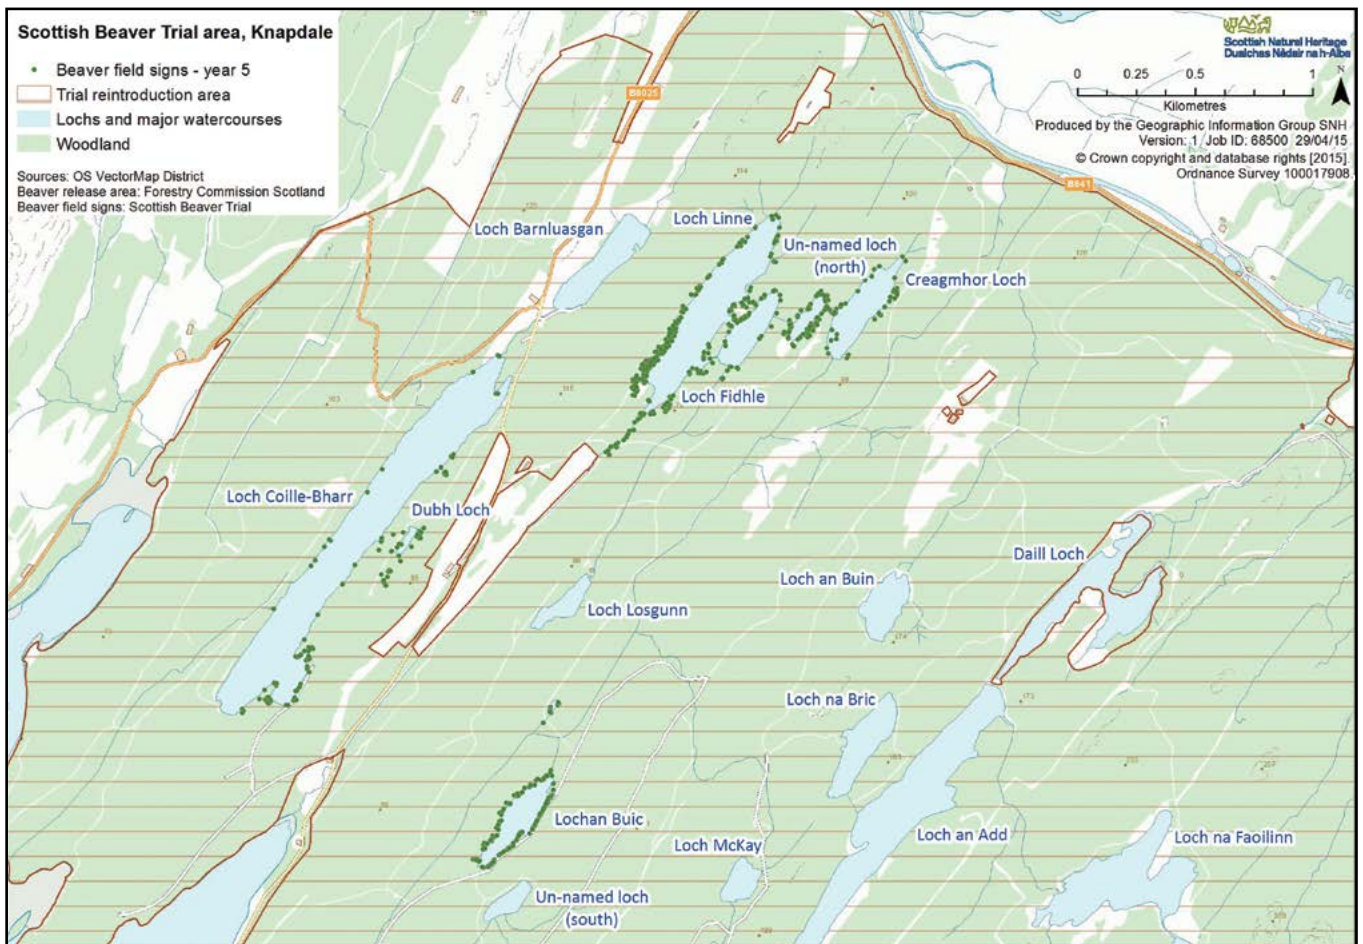 Scottish Beaver Trial area, Knapdale
Beaver field signs - year 5
Trial reintroduction area
Lochs and major watercourses
Woodland
Sources: OS VectorMap District
Beaver release area: Forestry Commission Scotland
Beaver field signs: Scottish Beaver Trial
Scottish Natural Heritage
Dualchas Nàdair na h-Alba
0 0.25 0.5 1
Kilometres
N
Produced by the Geographic Information Group SNH
Version: 1 / Job ID: 68500 29/04/15
© Crown copyright and database rights [2015].
Ordnance Survey 100017908
B8025
B841
Loch Barnluasgan
Loch Linne
Un-named loch
(north)
Creagmhor Loch
Loch Fidhle
Loch Coille-Bharr
Dubh Loch
Daill Loch
Loch an Buin
Loch Losgunn
Loch na Bric
Lochan Buic
Loch McKay
Loch an Add
Loch na Faoilinn
Un-named loch
(south)